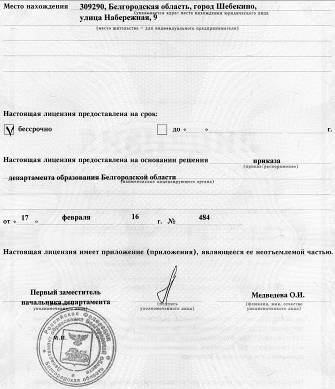 Место нахождения 309290, Белгородская область, город Шебекино,
(указывается адрес места нахождения юридического лица
улица Набережная, 9
(место жительства – для индивидуального предпринимателя)
Настоящая лицензия предоставлена на срок:
V бессрочно до « » г.
Настоящая лицензия предоставлена на основании решения приказа
(приказ/распоряжение)
департамента образования Белгородской области
(наименование лицензирующего органа)
от « 17 » февраля 16 г. № 484
Настоящая лицензия имеет приложение (приложения), являющееся ее неотъемлемой частью.
Первый заместитель
начальника департамента Медведева О.И.
(должность (подпись (фамилия, имя, отчество
уполномоченного лица) уполномоченного лица) уполномоченного лица)
М.П.